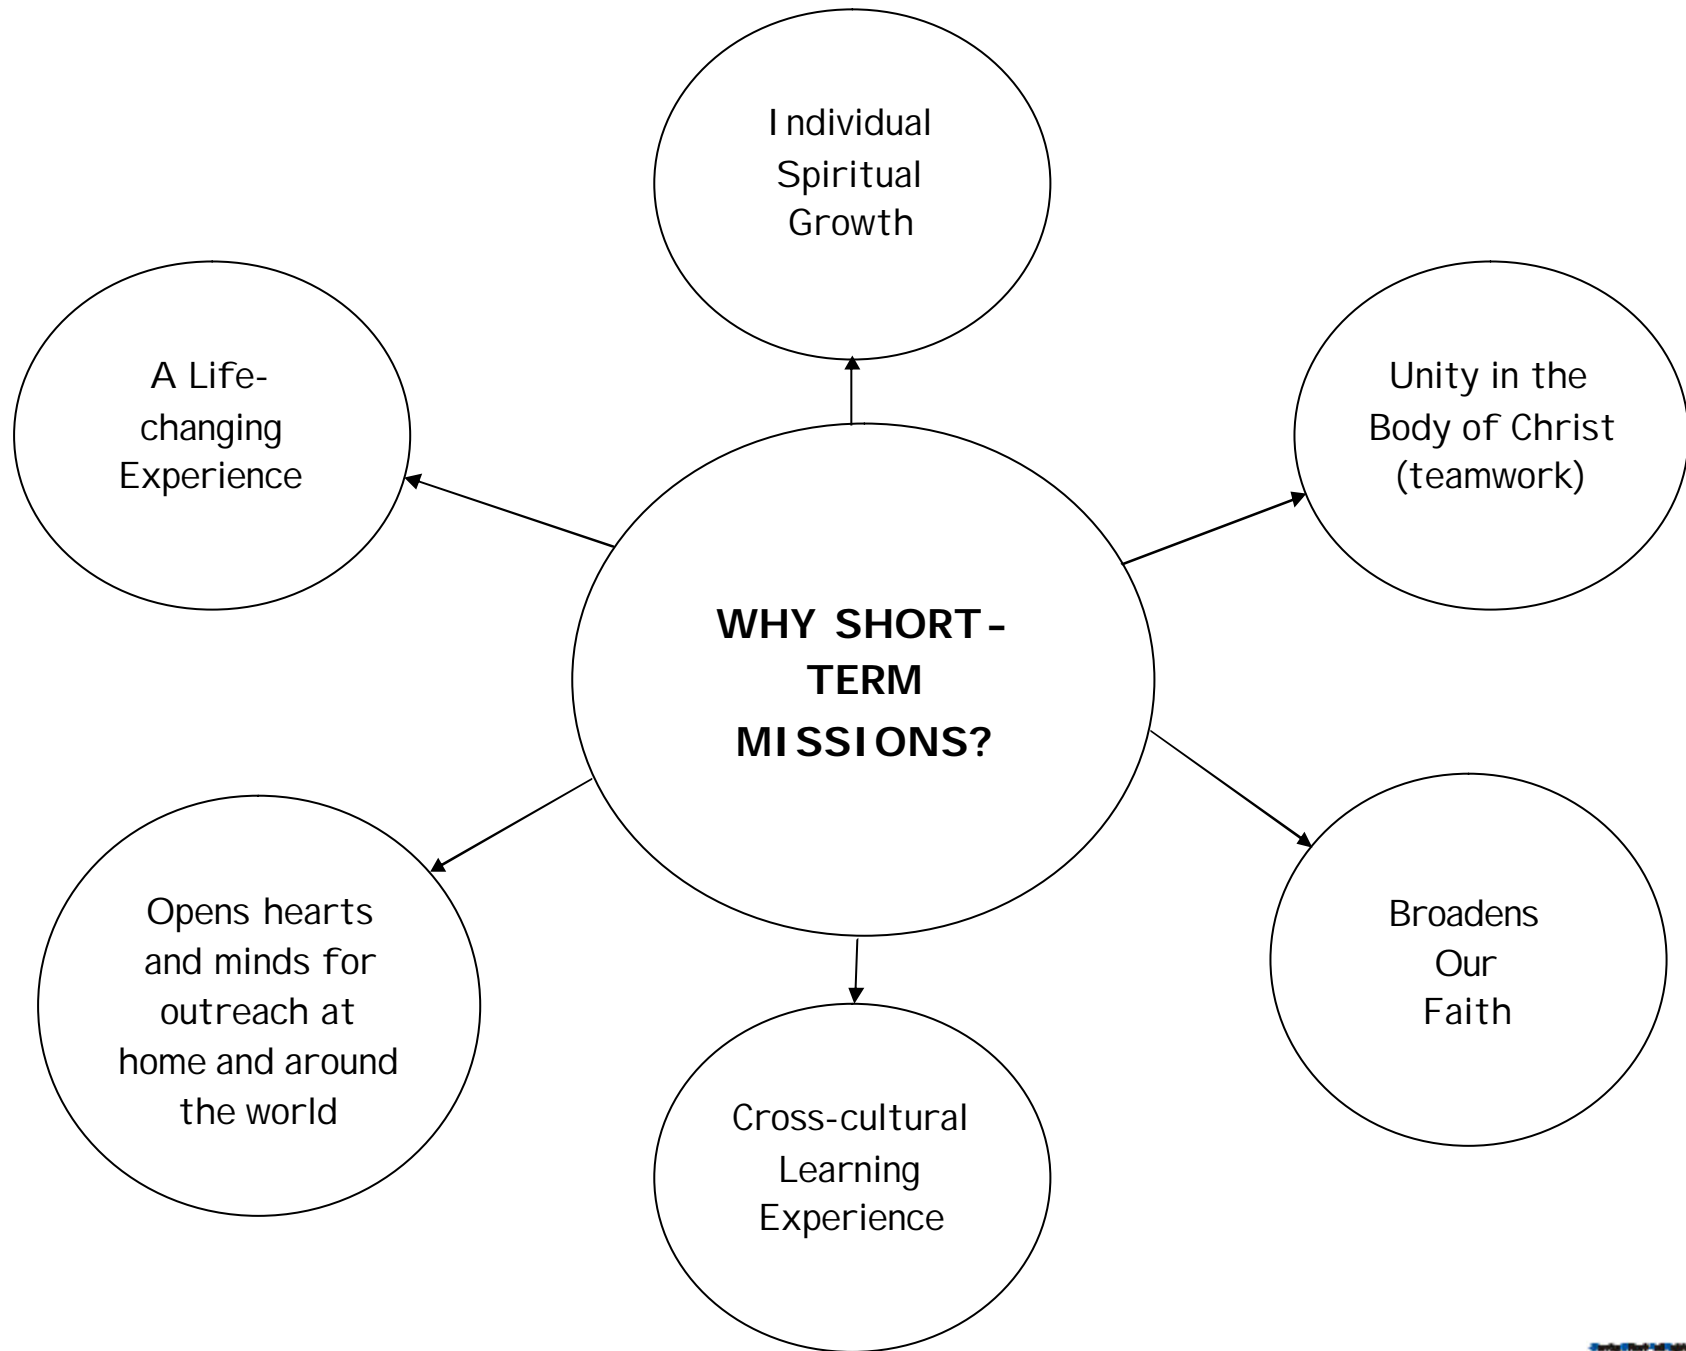 Individual
Spiritual
Growth
A Life-
changing
Experience
Unity in the
Body of Christ
(teamwork)
WHY SHORT-
TERM
MISSIONS?
Opens hearts
and minds for
outreach at
home and around
the world
Broadens
Our
Faith
Cross-cultural
Learning
Experience